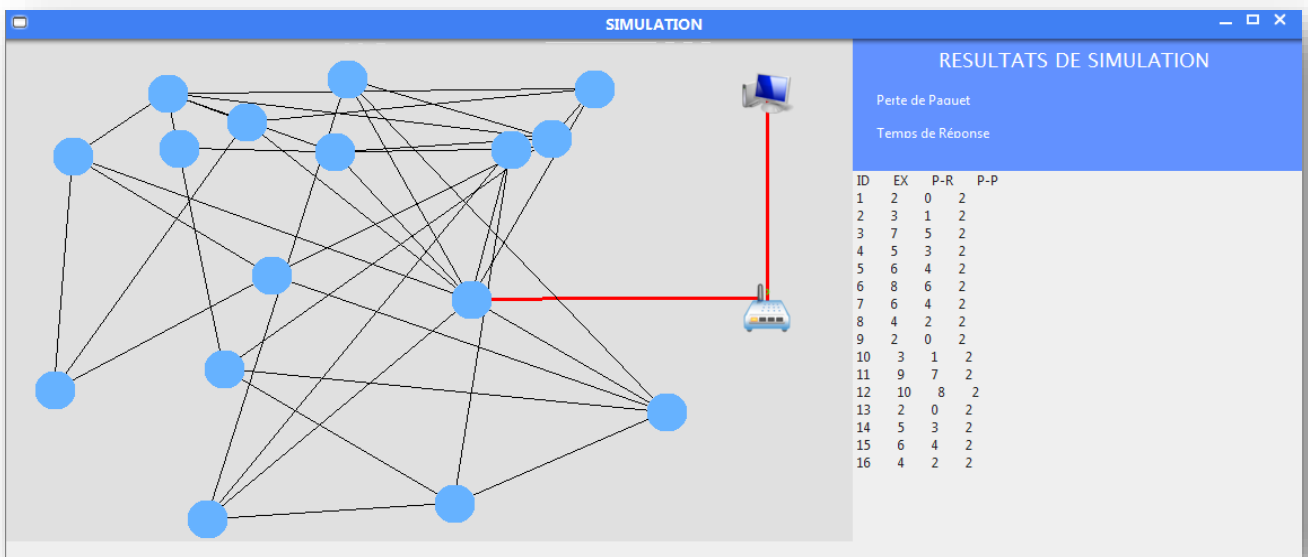 SIMULATION
RESULTATS DE SIMULATION
Perte de Paquet
Temps de Réponse
ID EX P-R P-P
1 2 0 2
2 3 1 2
3 7 5 2
4 5 3 2
5 6 4 2
6 8 6 2
7 6 4 2
8 4 2 2
9 2 0 2
10 3 1 2
11 9 7 2
12 10 8 2
13 2 0 2
14 5 3 2
15 6 4 2
16 4 2 2